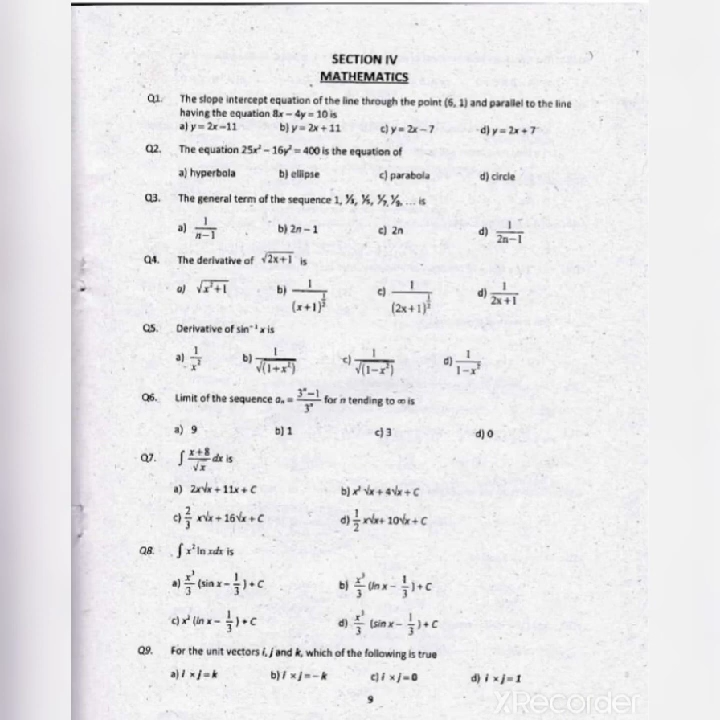 SECTION IV
MATHEMATICS
Q1. The slope intercept equation of the line through the point (6, 1) and parallel to the line
having the equation 8x – 4y = 10 is
a) y = 2x –11 b) y = 2x + 11 c) y = 2x – 7 d) y = 2x + 7
Q2. The equation 25x² – 16y² = 400 is the equation of
a) hyperbola b) ellipse c) parabola d) circle
Q3. The general term of the sequence 1, ⅓, ⅕, 1/7, 1/9, ... is
a) 1/(n–1) b) 2n – 1 c) 2n d) 1/(2n–1)
Q4. The derivative of √(2x+1) is
a) √(x²+1) b) 1/(x+1)^(1/2) c) 1/(2x+1)^(1/2) d) 1/(2x+1)
Q5. Derivative of sin⁻¹ x is
a) 1/x² b) 1/√(1+x²) c) 1/√(1–x²) d) 1/(1–x²)
Q6. Limit of the sequence aₙ = (3ⁿ–1)/3ⁿ for n tending to ∞ is
a) 9 b) 1 c) 3 d) 0
Q7. ∫ (x+8)/√x dx is
a) 2x√x + 11x + C b) x² √x + 4√x + C
c) 2/3 x√x + 16√x + C d) 1/2 x√x + 10√x + C
Q8. ∫ x² ln xdx is
a) x³/3 (sin x – 1/3) + C b) x³/3 (ln x – 1/3) + C
c) x³ (ln x – 1/3) + C d) x³/3 (sin x – 1/3) + C
Q9. For the unit vectors i, j and k, which of the following is true
a) i × j = k b) i × j = – k c) i × j = 0 d) i × j = 1
9
XRecorder